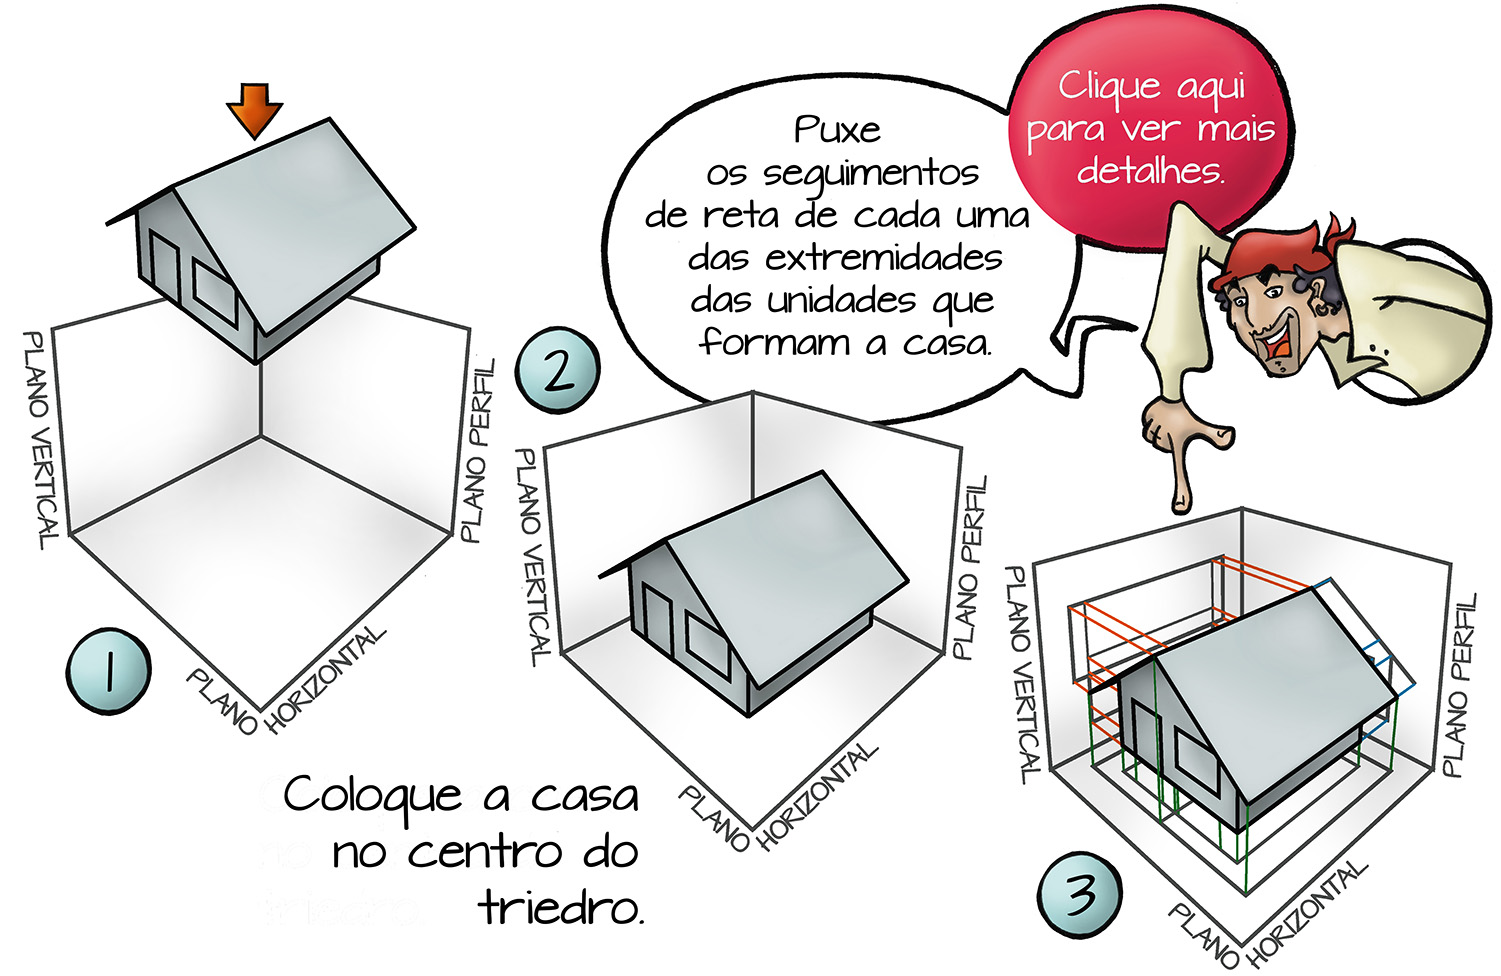 Clique aqui
para ver mais
detalhes.
Puxe
os seguimentos
de reta de cada uma
das extremidades
das unidades que
formam a casa.
PLANO VERTICAL
PLANO PERFIL
PLANO HORIZONTAL
1
2
PLANO VERTICAL
PLANO PERFIL
PLANO HORIZONTAL
Coloque a casa
no centro do
triedro.
PLANO VERTICAL
PLANO PERFIL
PLANO HORIZONTAL
3